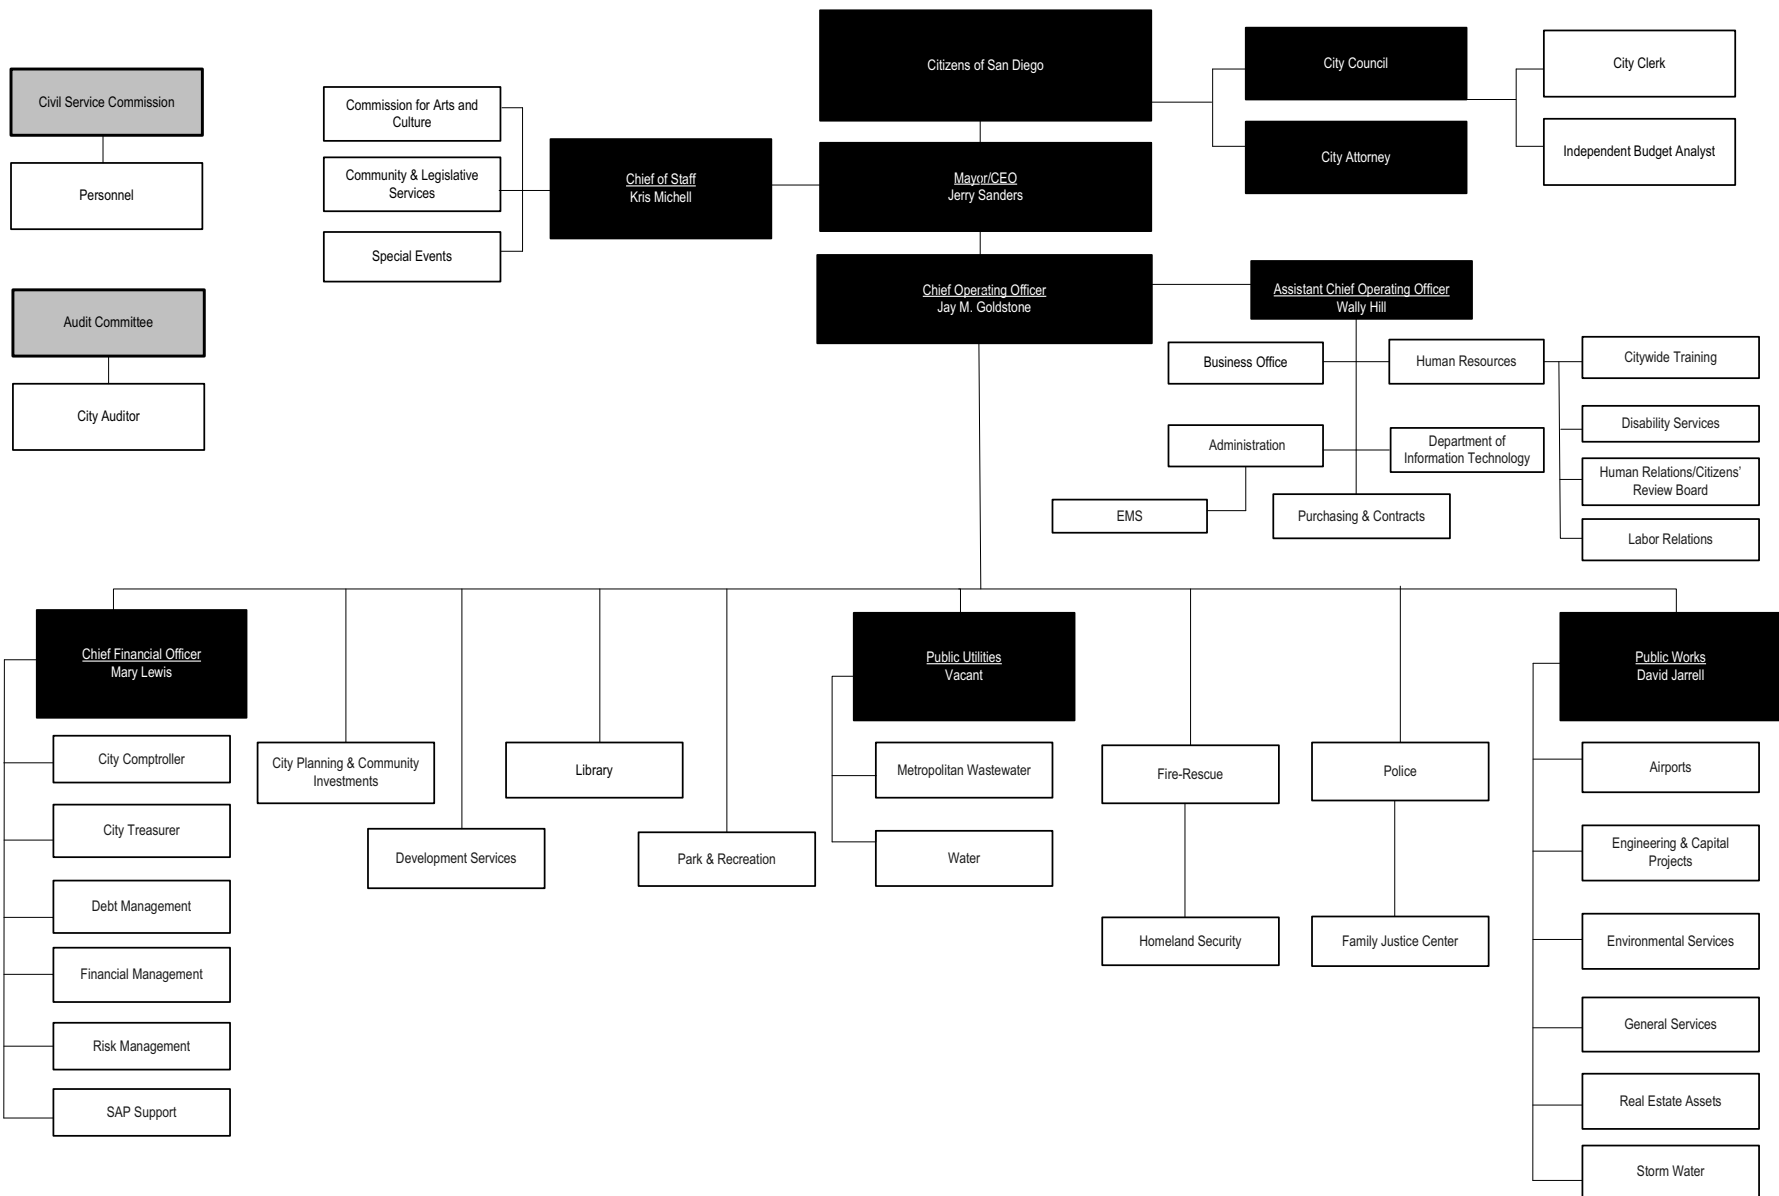 Citizens of San Diego
City Council
City Clerk
Civil Service Commission
Commission for Arts and
Culture
City Attorney
Independent Budget Analyst
Personnel
Community & Legislative
Services
Chief of Staff
Kris Michell
Mayor/CEO
Jerry Sanders
Special Events
Chief Operating Officer
Jay M. Goldstone
Assistant Chief Operating Officer
Wally Hill
Audit Committee
Business Office
Human Resources
Citywide Training
City Auditor
Disability Services
Administration
Department of
Information Technology
Human Relations/Citizens'
Review Board
EMS
Purchasing & Contracts
Labor Relations
Chief Financial Officer
Mary Lewis
Public Utilities
Vacant
Public Works
David Jarrell
City Comptroller
City Planning & Community
Investments
Library
Metropolitan Wastewater
Fire-Rescue
Police
Airports
City Treasurer
Development Services
Park & Recreation
Water
Engineering & Capital
Projects
Debt Management
Homeland Security
Family Justice Center
Environmental Services
Financial Management
General Services
Risk Management
Real Estate Assets
SAP Support
Storm Water